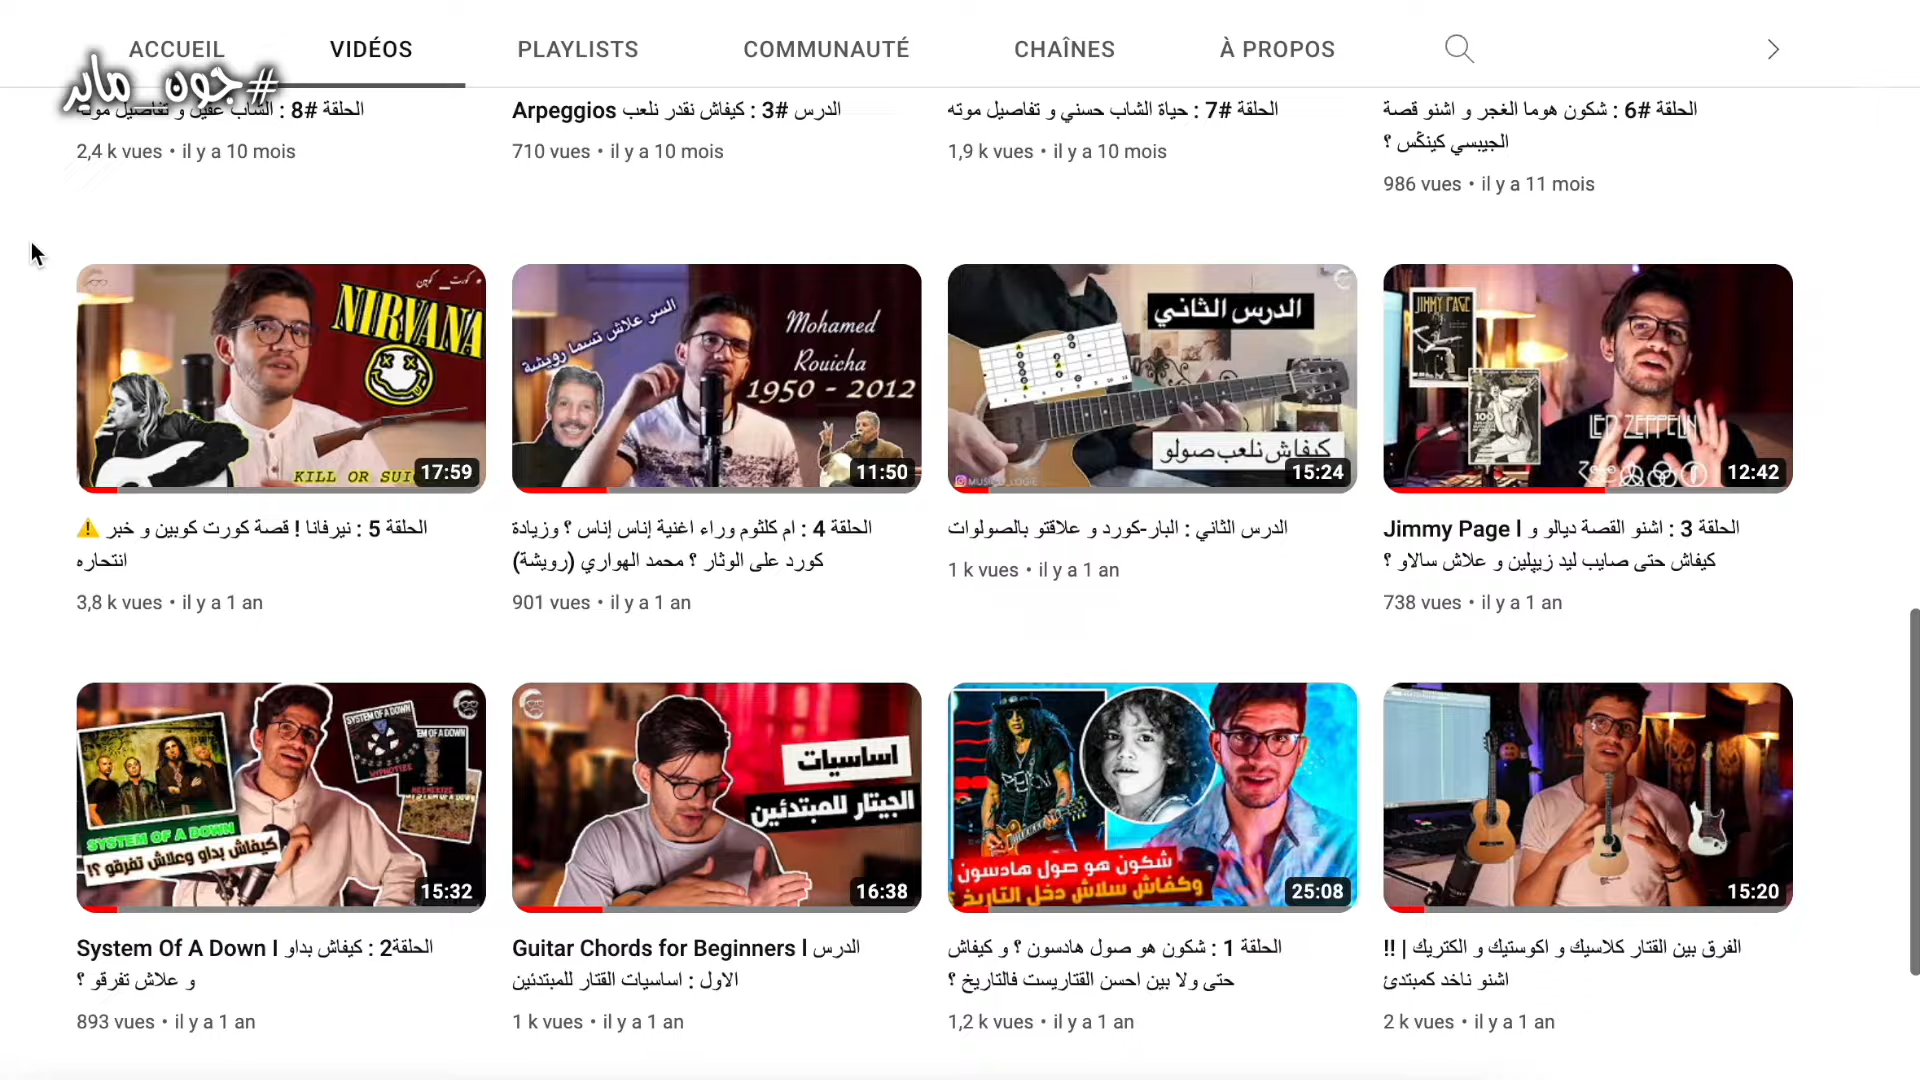 ACCUEIL
VIDÉOS
PLAYLISTS
COMMUNAUTÉ
CHAÎNES
À PROPOS
#جون_ماير
الحلقة #8 : الشاب عقيل و تفاصيل موته
2,4 k vues • il y a 10 mois
الدرس #3 : كيفاش نقدر نلعب Arpeggios
710 vues • il y a 10 mois
الحلقة #7 : حياة الشاب حسني و تفاصيل موته
1,9 k vues • il y a 10 mois
الحلقة #6 : شكون هوما الغجر و اشنو قصة
الجيبسي كينڭس ؟
986 vues • il y a 11 mois
# كورت_كوبن
NIRVANA
KILL OR SUI
17:59
السر علاش تسما رويشة
Mohamed
Rouicha
1950 - 2012
11:50
الدرس الثاني
كيفاش نلعب صولو
15:24
JIMMY PAGE
LED ZEPPELIN
12:42
الحلقة 5 : نيرفانا ! قصة كورت كوبين و خبر ⚠️
انتحاره
3,8 k vues • il y a 1 an
الحلقة 4 : ام كلثوم وراء اغنية إناس إناس ؟ وزيادة
كورد على الوثار ؟ محمد الهواري (رويشة)
901 vues • il y a 1 an
الدرس الثاني : البار-كورد و علاقتو بالصولوات
1 k vues • il y a 1 an
الحلقة 3 : اشنو القصة ديالو و Jimmy Page I
كيفاش حتى صايب ليد زيپلين و علاش سالاو ؟
738 vues • il y a 1 an
SYSTEM OF A DOWN
HYPNOTIZE
MEZMERIZE
SYSTEM OF A DOWN
كيفاش بداو وعلاش تفرقو ؟!
15:32
اساسيات
الجيتار للمبتدئين
16:38
شكون هو صول هادسون
وكفاش سلاش دخل التاريخ ؟
25:08
15:20
الحلقة2 : كيفاش بداو System Of A Down I
و علاش تفرقو ؟
893 vues • il y a 1 an
Guitar Chords for Beginners I الدرس
الاول : اساسيات القتار للمبتدئين
1 k vues • il y a 1 an
الحلقة 1 : شكون هو صول هادسون ؟ و كيفاش
حتى ولا بين احسن القتاريست فالتاريخ ؟
1,2 k vues • il y a 1 an
الفرق بين القتار كلاسيك و اكوستيك و الكتريك | !!
اشنو ناخد كمبتدئ
2 k vues • il y a 1 an